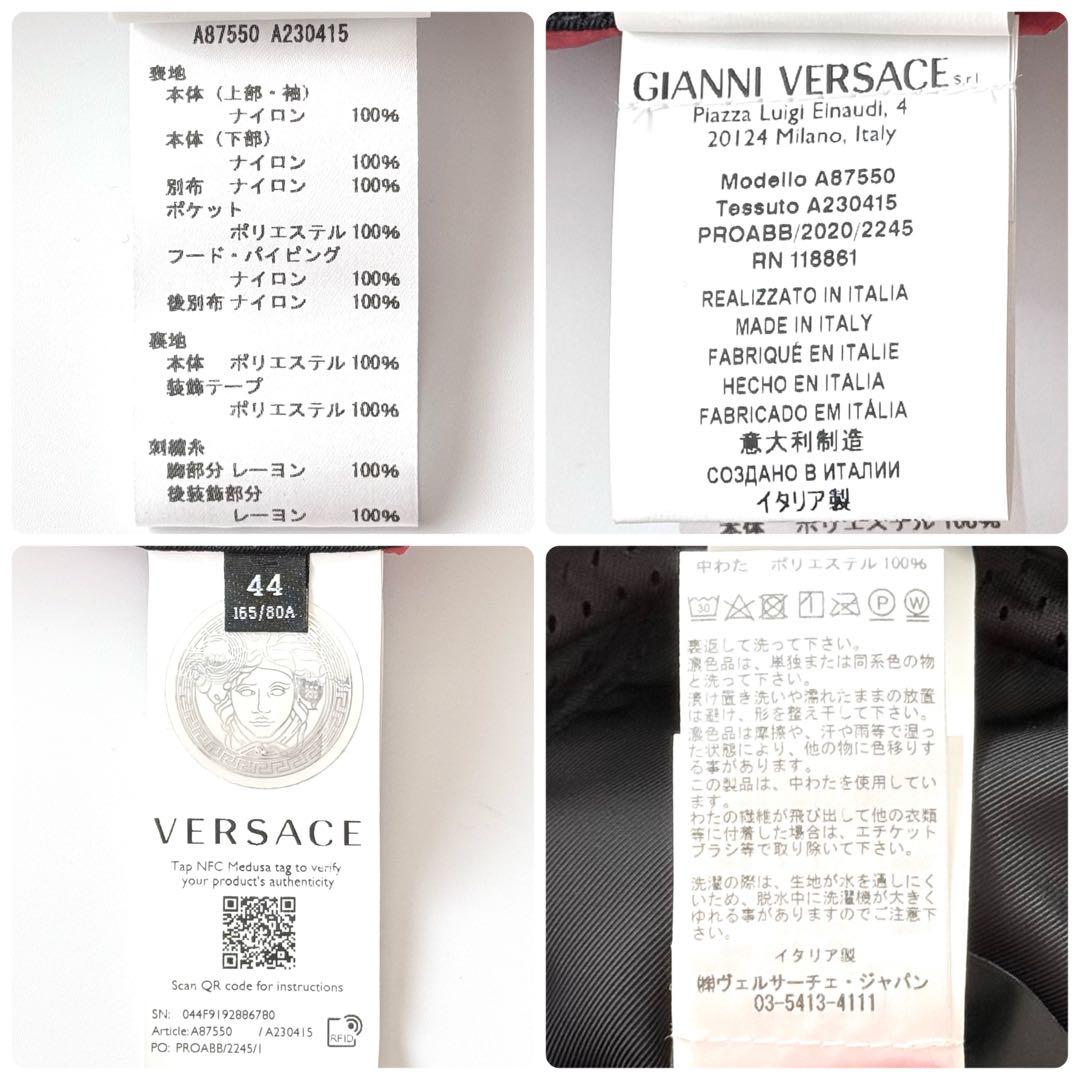 A87550 A230415
表地
本体（上部・袖）
ナイロン 100%
本体（下部）
ナイロン 100%
別布 ナイロン 100%
ポケット
ポリエステル 100%
フード・パイピング
ナイロン 100%
後別布 ナイロン 100%
裏地
本体 ポリエステル 100%
装飾テープ
ポリエステル 100%
刺繍糸
胸部分 レーヨン 100%
後装飾部分
レーヨン 100%
GIANNI VERSACE S.r.l.
Piazza Luigi Einaudi, 4
20124 Milano, Italy
Modello A87550
Tessuto A230415
PROABB/2020/2245
RN 118861
REALIZZATO IN ITALIA
MADE IN ITALY
FABRIQUÉ EN ITALIE
HECHO EN ITALIA
FABRICADO EM ITÁLIA
意大利制造
СОЗДАНО В ИТАЛИИ
イタリア製
本体 ポリエステル 100%
44
165/80A
VERSACE
Tap NFC Medusa tag to verify
your product's authenticity
Scan QR code for instructions
SN: 044F9192886780
Article: A87550 / A230415
PO: PROABB/2245/1
RFID
中わた ポリエステル 100%
30
P W
裏返して洗って下さい。
濃色品は、単独または同系色の物
と洗って下さい。
漬け置き洗いや濡れたままの放置
は避け、形を整え干して下さい。
濃色品は摩擦や、汗や雨等で湿っ
た状態により、他の物に色移りす
る事があります。
この製品は、中わたを使用してい
ます。
わたの繊維が飛び出して他の衣類
等に付着した場合は、エチケット
ブラシ等で取り除いて下さい。
洗濯の際は、生地が水を通しにく
いため、脱水中に洗濯機が大きく
ゆれる事がありますのでご注意下
さい。
イタリア製
㈱ヴェルサーチェ・ジャパン
03-5413-4111